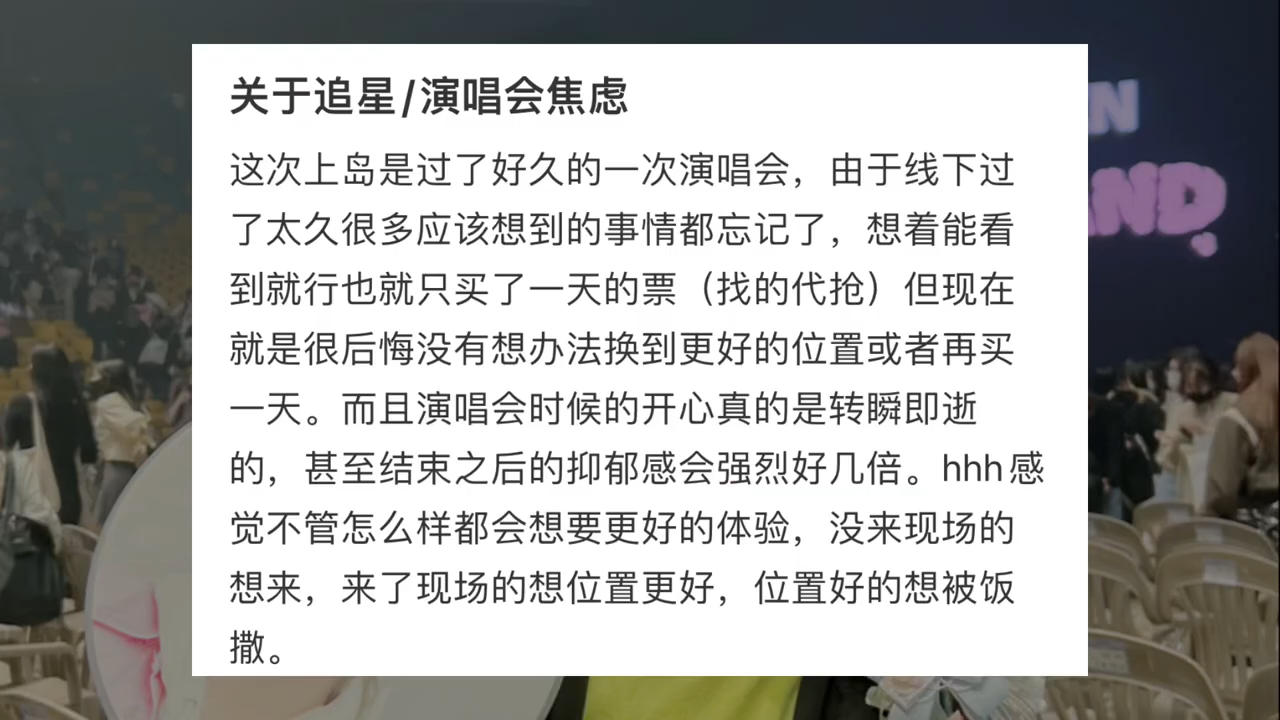 关于追星/演唱会焦虑
这次上岛是过了好久的一次演唱会，由于线下过
了太久很多应该想到的事情都忘记了，想着能看
到就行也就只买了一天的票（找的代抢）但现在
就是很后悔没有想办法换到更好的位置或者再买
一天。而且演唱会时候的开心真的是转瞬即逝
的，甚至结束之后的抑郁感会强烈好几倍。hhh感
觉不管怎么样都会想要更好的体验，没来现场的
想来，来了现场的想位置更好，位置好的想被饭
撒。
N
AND